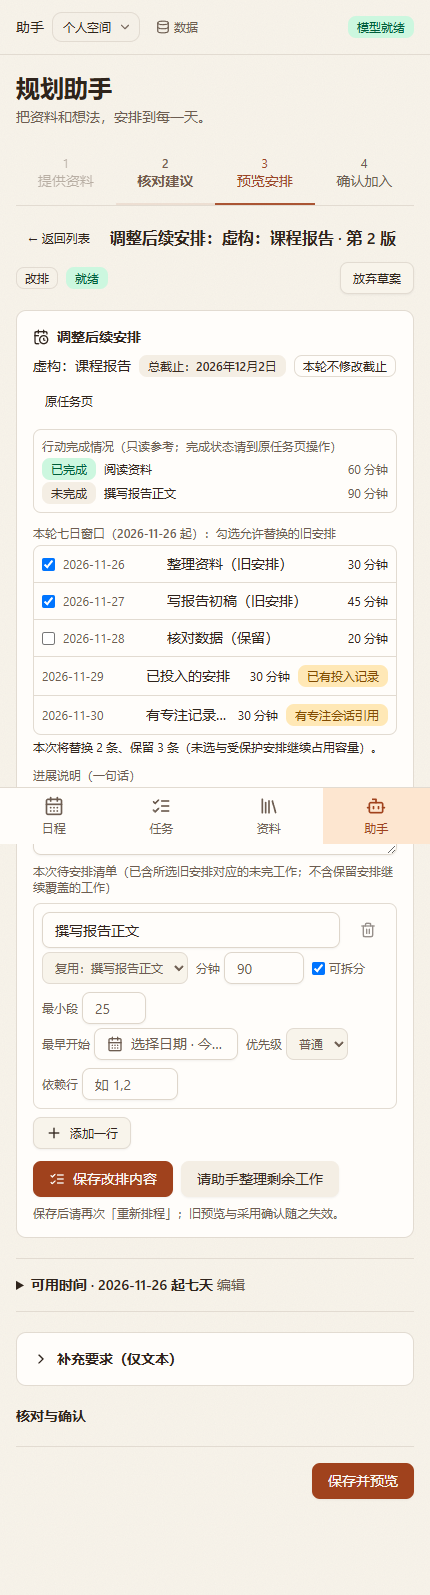 助手 个人空间 数据 模型就绪
规划助手
把资料和想法，安排到每一天。
1 2 3 4
提供资料 核对建议 预览安排 确认加入
← 返回列表 调整后续安排：虚构：课程报告 · 第 2 版
改排 就绪 放弃草案
调整后续安排
虚构：课程报告 总截止：2026年12月2日 本轮不修改截止
原任务页
行动完成情况（只读参考；完成状态请到原任务页操作）
已完成 阅读资料 60 分钟
未完成 撰写报告正文 90 分钟
本轮七日窗口（2026-11-26 起）：勾选允许替换的旧安排
2026-11-26 整理资料（旧安排） 30 分钟
2026-11-27 写报告初稿（旧安排） 45 分钟
2026-11-28 核对数据（保留） 20 分钟
2026-11-29 已投入的安排 30 分钟 已有投入记录
2026-11-30 有专注记录... 30 分钟 有专注会话引用
本次将替换 2 条、保留 3 条（未选与受保护安排继续占用容量）。
进展说明（一句话）
日程 任务 资料 助手
本次待安排清单（已含所选旧安排对应的未完工作；不含保留安排继
续覆盖的工作）
撰写报告正文
复用：撰写报告正文 分钟 90 可拆分
最小段 25
最早开始 选择日期 · 今... 优先级 普通
依赖行 如 1,2
添加一行
保存改排内容 请助手整理剩余工作
保存后请再次「重新排程」；旧预览与采用确认随之失效。
可用时间 · 2026-11-26 起七天 编辑
补充要求（仅文本）
核对与确认
保存并预览